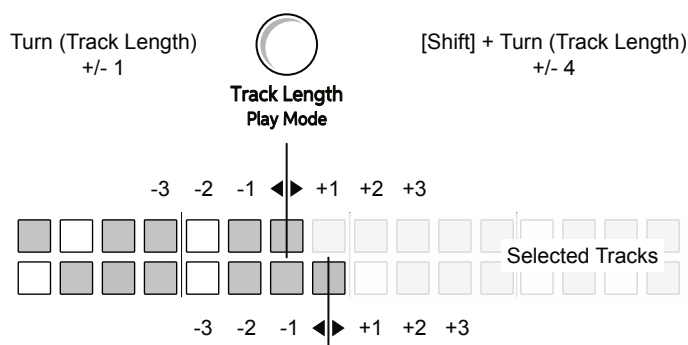 Turn (Track Length)
+/- 1
[Shift] + Turn (Track Length)
+/- 4
Track Length
Play Mode
-3 -2 -1 +1 +2 +3
Selected Tracks
-3 -2 -1 +1 +2 +3